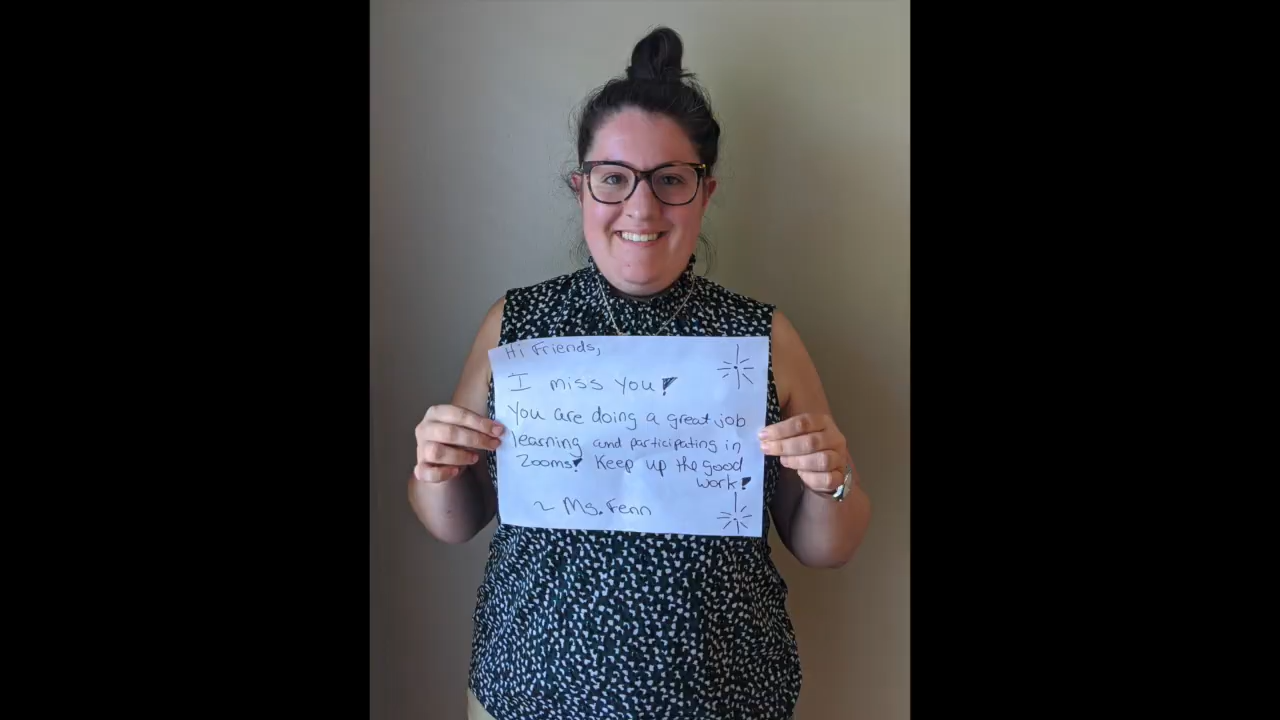 Hi Friends,
I miss you!
You are doing a great job
learning and participating in
Zooms! Keep up the good
work!
~ Ms. Fenn